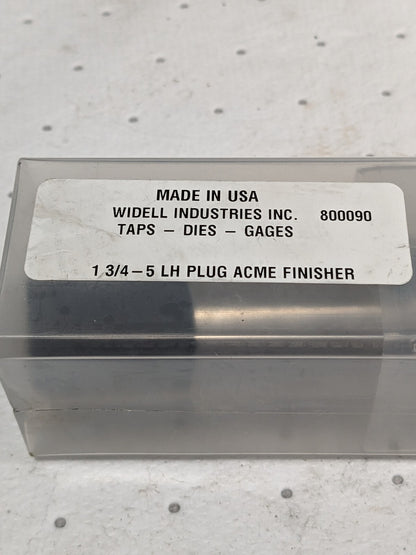 MADE IN USA
WIDELL INDUSTRIES INC. 800090
TAPS – DIES – GAGES
1 3/4 – 5 LH PLUG ACME FINISHER